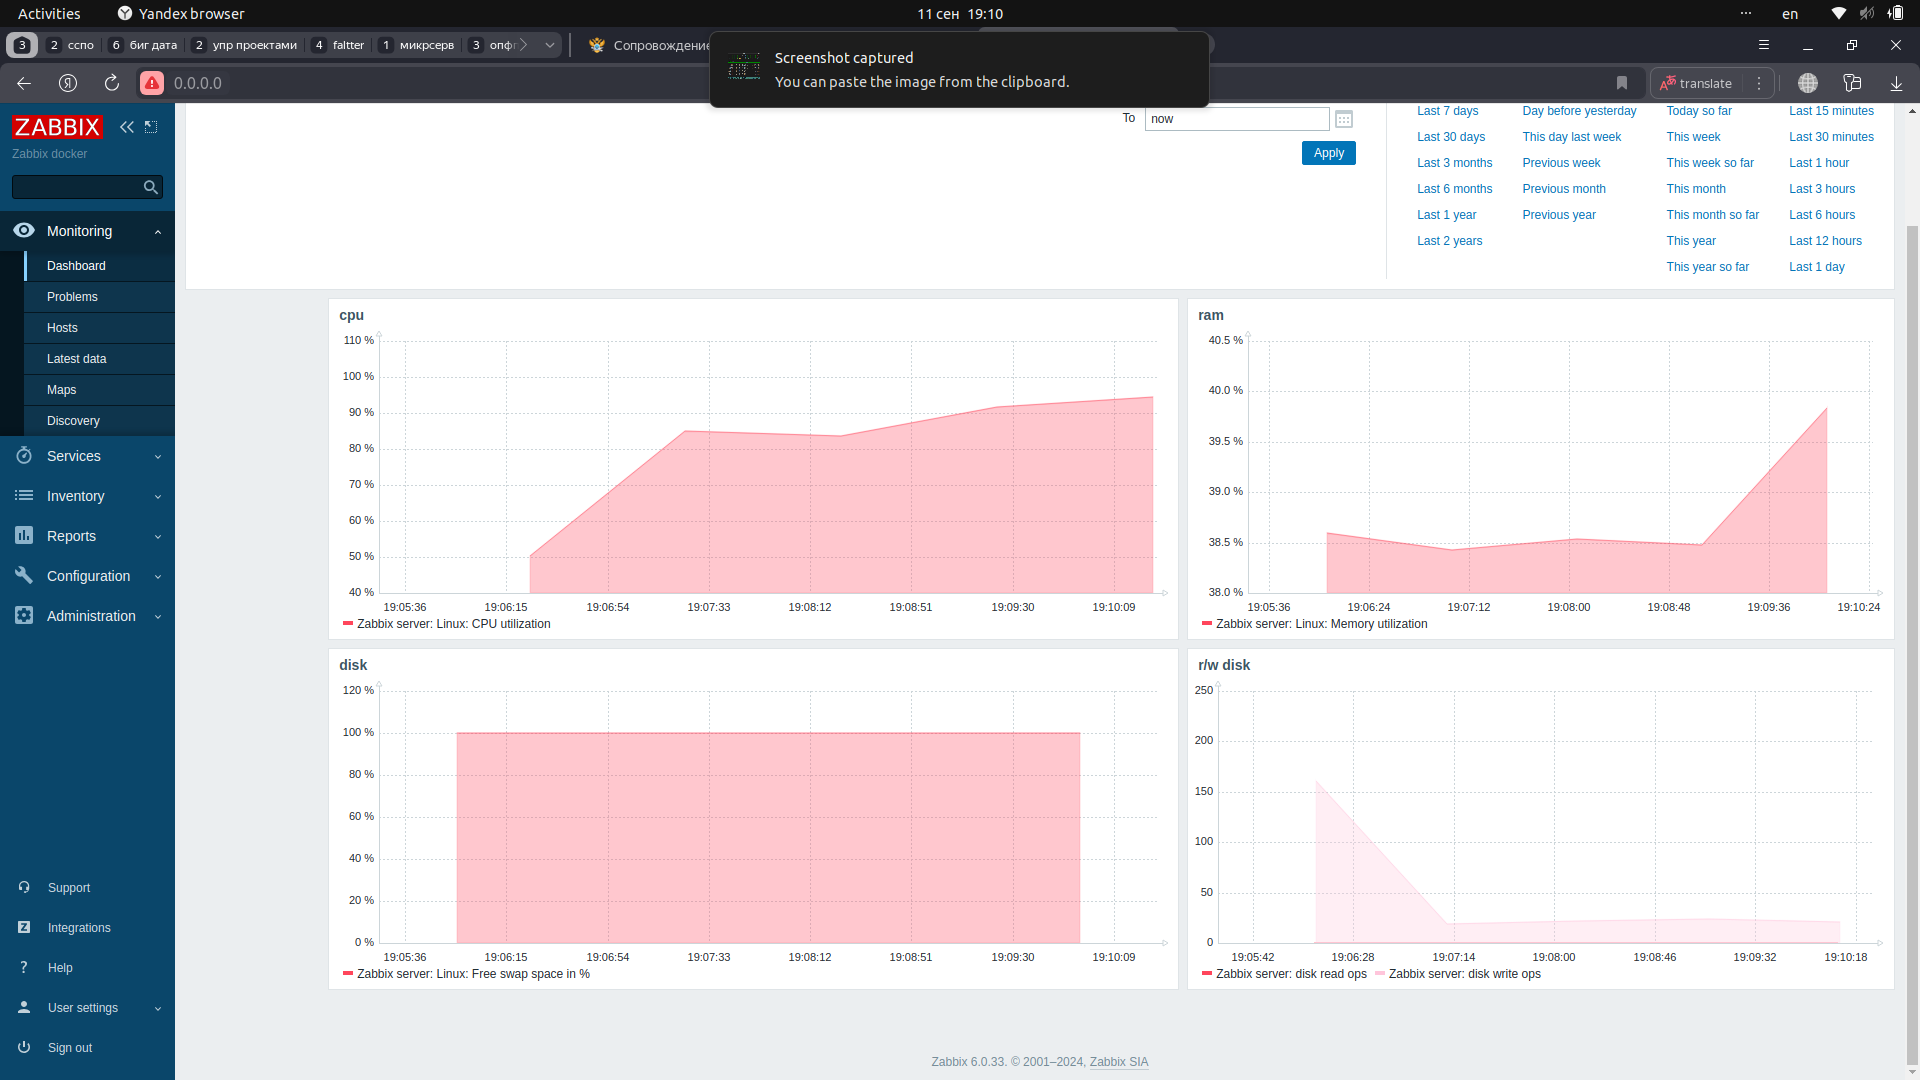 Activities
Yandex browser
11 сен 19:10
en
3
2 сспо
6 биг дата
2 упр проектами
4 faltter
1 микрсерв
3 опф
Сопровождение
Screenshot captured
You can paste the image from the clipboard.
0.0.0.0
translate
ZABBIX
Zabbix docker
Monitoring
Dashboard
Problems
Hosts
Latest data
Maps
Discovery
Services
Inventory
Reports
Configuration
Administration
Support
Integrations
Help
User settings
Sign out
To
now
Apply
Last 7 days
Day before yesterday
Today so far
Last 15 minutes
Last 30 days
This day last week
This week
Last 30 minutes
Last 3 months
Previous week
This week so far
Last 1 hour
Last 6 months
Previous month
This month
Last 3 hours
Last 1 year
Previous year
This month so far
Last 6 hours
Last 2 years
This year
Last 12 hours
This year so far
Last 1 day
cpu
110 %
100 %
90 %
80 %
70 %
60 %
50 %
40 %
19:05:36 19:06:15 19:06:54 19:07:33 19:08:12 19:08:51 19:09:30 19:10:09
Zabbix server: Linux: CPU utilization
ram
40.5 %
40.0 %
39.5 %
39.0 %
38.5 %
38.0 %
19:05:36 19:06:24 19:07:12 19:08:00 19:08:48 19:09:36 19:10:24
Zabbix server: Linux: Memory utilization
disk
120 %
100 %
80 %
60 %
40 %
20 %
0 %
19:05:36 19:06:15 19:06:54 19:07:33 19:08:12 19:08:51 19:09:30 19:10:09
Zabbix server: Linux: Free swap space in %
r/w disk
250
200
150
100
50
0
19:05:42 19:06:28 19:07:14 19:08:00 19:08:46 19:09:32 19:10:18
Zabbix server: disk read ops Zabbix server: disk write ops
Zabbix 6.0.33. © 2001–2024, Zabbix SIA